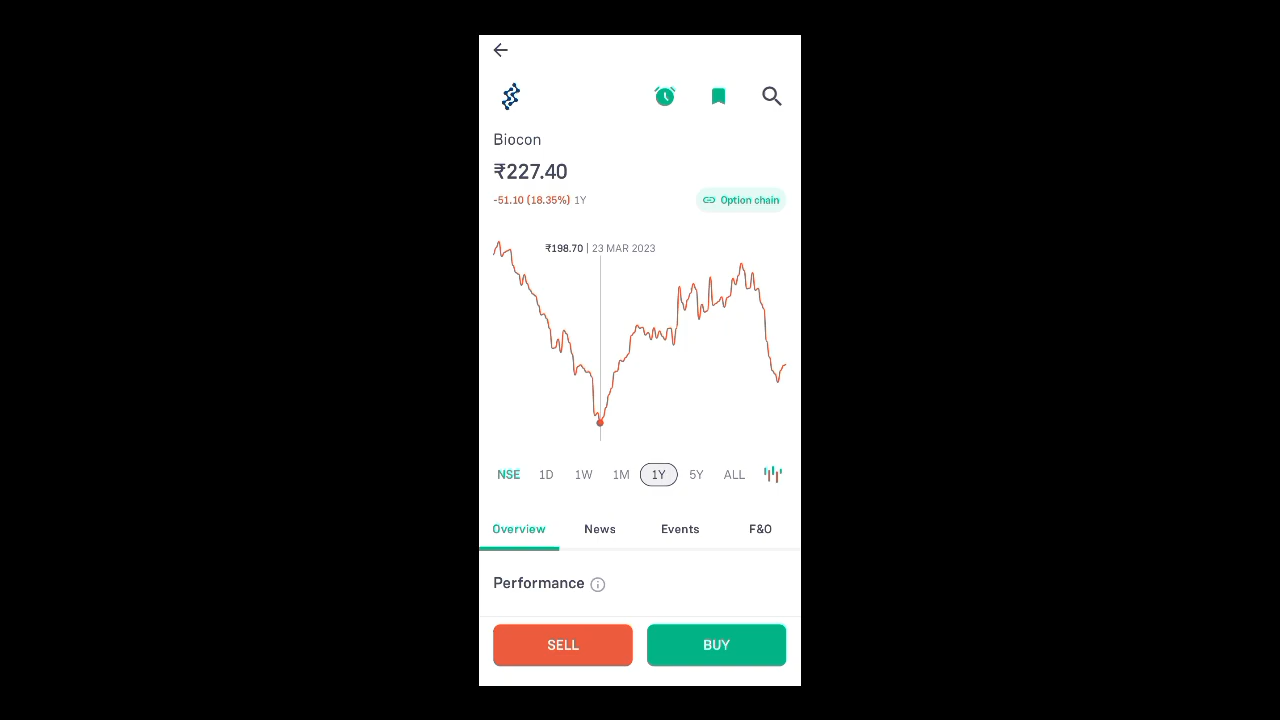 Biocon
₹227.40
-51.10 (18.35%) 1Y
Option chain
₹198.70 | 23 MAR 2023
NSE 1D 1W 1M 1Y 5Y ALL
Overview News Events F&O
Performance
SELL BUY